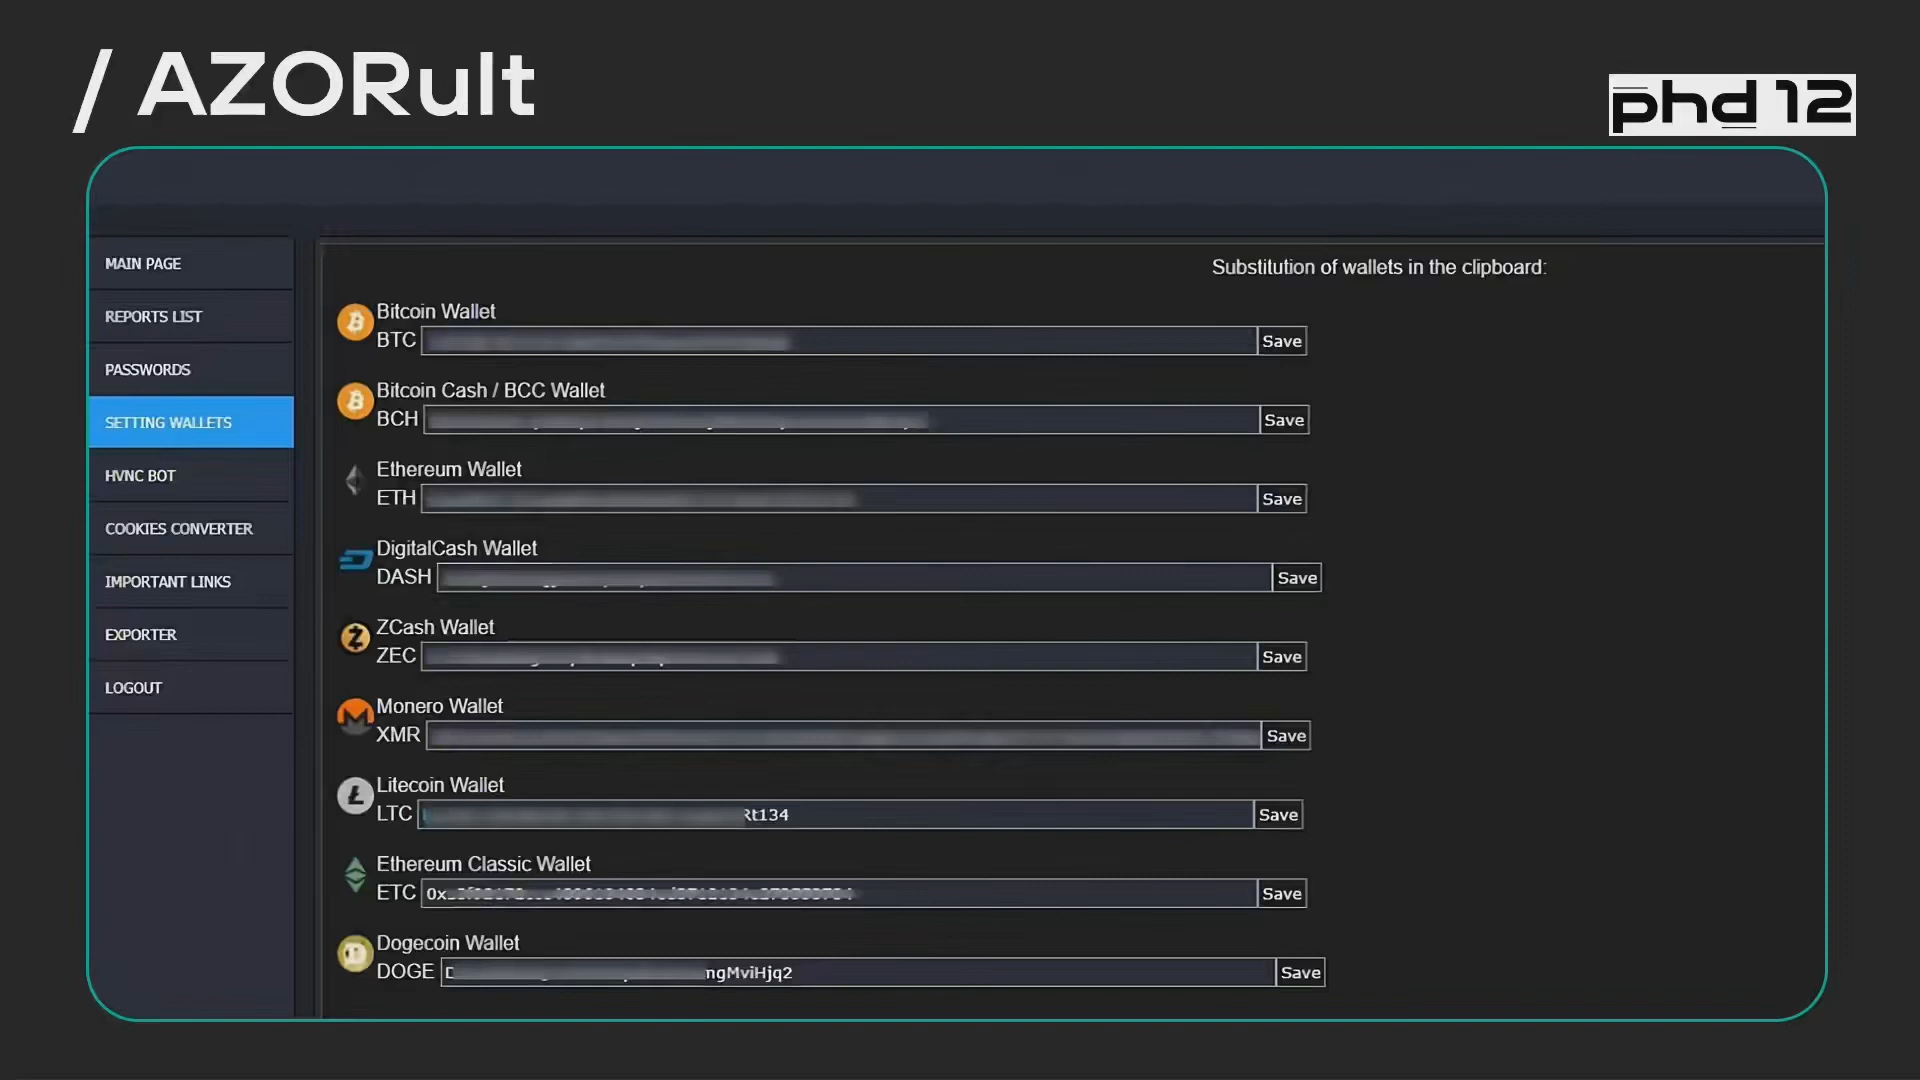 / AZORult
phd 12
MAIN PAGE
REPORTS LIST
PASSWORDS
SETTING WALLETS
HVNC BOT
COOKIES CONVERTER
IMPORTANT LINKS
EXPORTER
LOGOUT
Substitution of wallets in the clipboard:
Bitcoin Wallet
BTC Save
Bitcoin Cash / BCC Wallet
BCH Save
Ethereum Wallet
ETH Save
DigitalCash Wallet
DASH Save
ZCash Wallet
ZEC Save
Monero Wallet
XMR Save
Litecoin Wallet
LTC Rt134 Save
Ethereum Classic Wallet
ETC 0x Save
Dogecoin Wallet
DOGE ngMviHjq2 Save